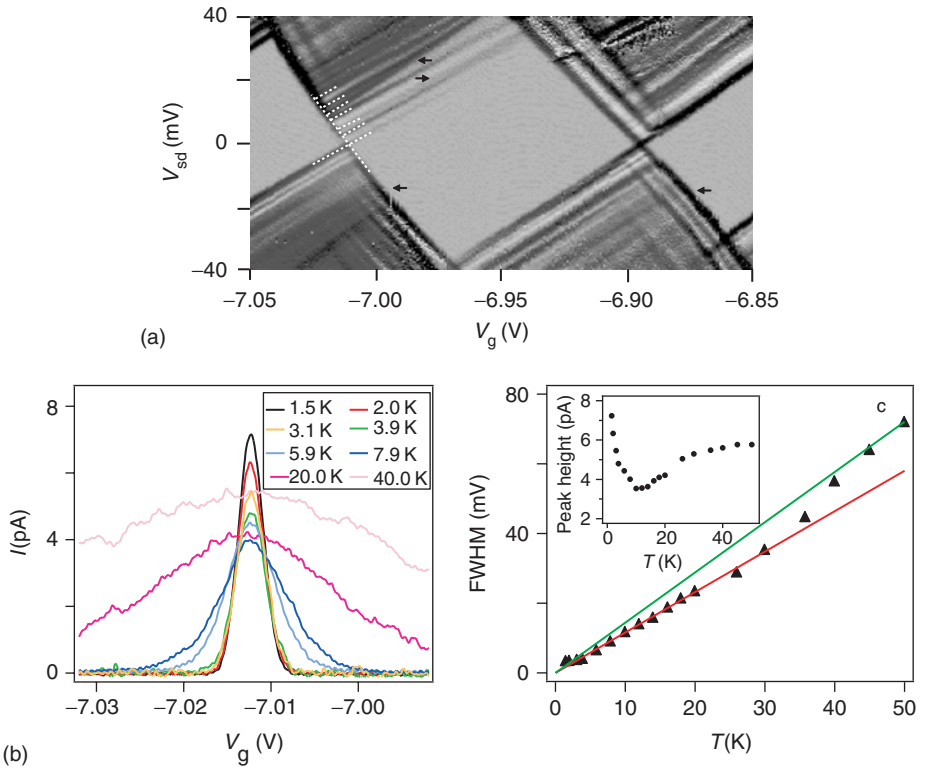 40
0
−40
V_sd (mV)
−7.05
−7.00
−6.95
−6.90
−6.85
V_g (V)
(a)
8
4
0
I(pA)
1.5 K
2.0 K
3.1 K
3.9 K
5.9 K
7.9 K
20.0 K
40.0 K
−7.03
−7.02
−7.01
−7.00
V_g (V)
(b)
80
40
0
FWHM (mV)
c
8
6
4
2
Peak height (pA)
0
20
40
T (K)
0
10
20
30
40
50
T(K)